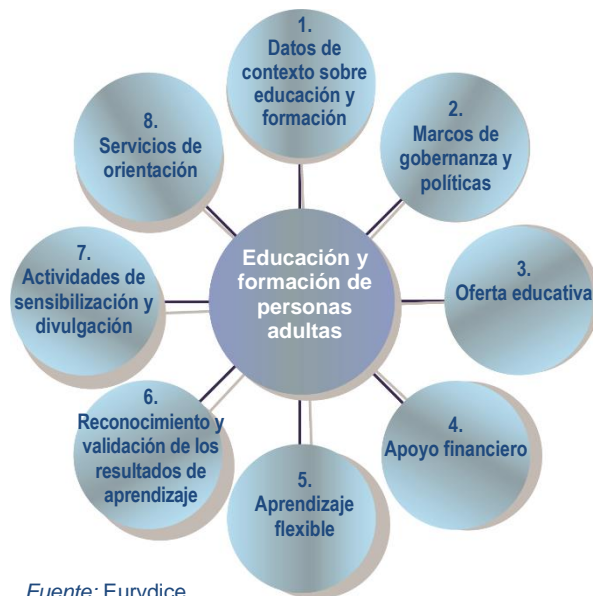 1.
Datos de
contexto sobre
educación y
formación
2.
Marcos de
gobernanza y
políticas
3.
Oferta educativa
4.
Apoyo financiero
5.
Aprendizaje
flexible
6.
Reconocimiento y
validación de los
resultados de
aprendizaje
7.
Actividades de
sensibilización y
divulgación
8.
Servicios de
orientación
Educación y
formación de
personas
adultas
Fuente: Eurydice